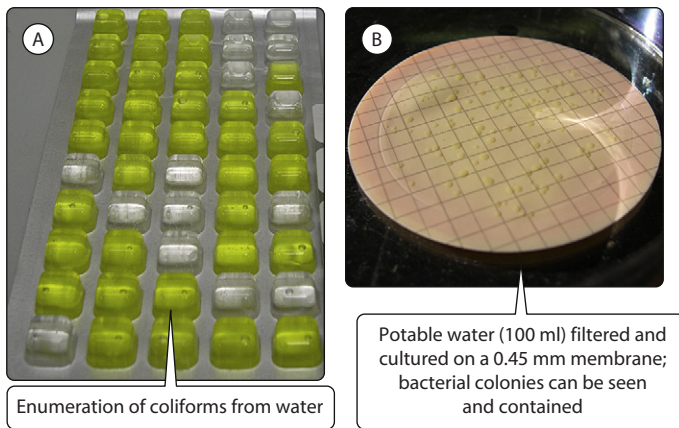 A
B
Enumeration of coliforms from water
Potable water (100 ml) filtered and
cultured on a 0.45 mm membrane;
bacterial colonies can be seen
and contained